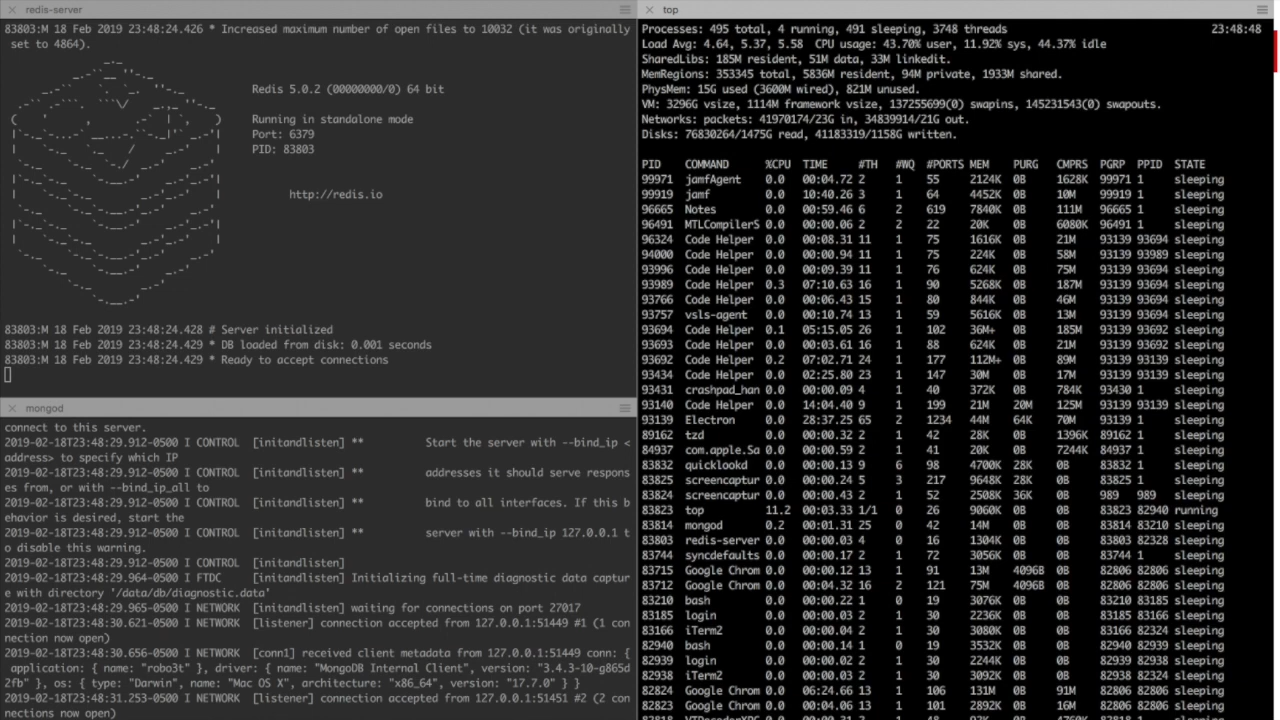 redis-server
83803:M 18 Feb 2019 23:48:24.426 * Increased maximum number of open files to 10032 (it was originally
set to 4864).
Redis 5.0.2 (00000000/0) 64 bit
Running in standalone mode
Port: 6379
PID: 83803
http://redis.io
83803:M 18 Feb 2019 23:48:24.428 # Server initialized
83803:M 18 Feb 2019 23:48:24.429 * DB loaded from disk: 0.001 seconds
83803:M 18 Feb 2019 23:48:24.429 * Ready to accept connections
mongod
connect to this server.
2019-02-18T23:48:29.912-0500 I CONTROL  [initandlisten] **          Start the server with --bind_ip <
address> to specify which IP
2019-02-18T23:48:29.912-0500 I CONTROL  [initandlisten] **          addresses it should serve respons
es from, or with --bind_ip_all to
2019-02-18T23:48:29.912-0500 I CONTROL  [initandlisten] **          bind to all interfaces. If this b
ehavior is desired, start the
2019-02-18T23:48:29.912-0500 I CONTROL  [initandlisten] **          server with --bind_ip 127.0.0.1 t
o disable this warning.
2019-02-18T23:48:29.912-0500 I CONTROL  [initandlisten]
2019-02-18T23:48:29.964-0500 I FTDC     [initandlisten] Initializing full-time diagnostic data captur
e with directory '/data/db/diagnostic.data'
2019-02-18T23:48:29.965-0500 I NETWORK  [initandlisten] waiting for connections on port 27017
2019-02-18T23:48:30.621-0500 I NETWORK  [listener] connection accepted from 127.0.0.1:51449 #1 (1 con
nection now open)
2019-02-18T23:48:30.656-0500 I NETWORK  [conn1] received client metadata from 127.0.0.1:51449 conn: {
application: { name: "robo3t" }, driver: { name: "MongoDB Internal Client", version: "3.4.3-10-g865d
2fb" }, os: { type: "Darwin", name: "Mac OS X", architecture: "x86_64", version: "17.7.0" } }
2019-02-18T23:48:31.253-0500 I NETWORK  [listener] connection accepted from 127.0.0.1:51451 #2 (2 con
nections now open)
top
Processes: 495 total, 4 running, 491 sleeping, 3748 threads 23:48:48
Load Avg: 4.64, 5.37, 5.58  CPU usage: 43.70% user, 11.92% sys, 44.37% idle
SharedLibs: 185M resident, 51M data, 33M linkedit.
MemRegions: 353345 total, 5836M resident, 94M private, 1933M shared.
PhysMem: 15G used (3600M wired), 821M unused.
VM: 3296G vsize, 1114M framework vsize, 137255699(0) swapins, 145231543(0) swapouts.
Networks: packets: 41970174/23G in, 34839914/21G out.
Disks: 76830264/1475G read, 41183319/1158G written.
PID COMMAND %CPU TIME #TH #WQ #PORTS MEM PURG CMPRS PGRP PPID STATE
99971 jamfAgent 0.0 00:04.72 2 1 55 2124K 0B 1628K 99971 1 sleeping
99919 jamf 0.0 10:40.26 3 1 64 4452K 0B 10M 99919 1 sleeping
96665 Notes 0.0 00:59.46 6 2 619 7840K 0B 111M 96665 1 sleeping
96491 MTLCompilerS 0.0 00:00.06 2 2 22 20K 0B 6080K 96491 1 sleeping
96324 Code Helper 0.0 00:08.31 11 1 75 1616K 0B 21M 93139 93694 sleeping
94000 Code Helper 0.0 00:00.94 11 1 75 224K 0B 58M 93139 93989 sleeping
93996 Code Helper 0.0 00:09.39 11 1 76 624K 0B 75M 93139 93694 sleeping
93989 Code Helper 0.3 07:10.63 16 1 90 5268K 0B 187M 93139 93694 sleeping
93766 Code Helper 0.0 00:06.43 15 1 80 844K 0B 46M 93139 93694 sleeping
93757 vsls-agent 0.0 00:10.74 13 1 59 5616K 0B 13M 93139 93694 sleeping
93694 Code Helper 0.1 05:15.05 26 1 102 36M+ 0B 185M 93139 93692 sleeping
93693 Code Helper 0.0 00:03.61 16 1 88 624K 0B 21M 93139 93692 sleeping
93692 Code Helper 0.2 07:02.71 24 1 177 112M+ 0B 89M 93139 93139 sleeping
93434 Code Helper 0.0 02:25.80 23 1 147 30M 0B 17M 93139 93139 sleeping
93431 crashpad_han 0.0 00:00.09 4 1 40 372K 0B 784K 93430 1 sleeping
93140 Code Helper 0.0 14:04.40 9 1 199 21M 20M 125M 93139 93139 sleeping
93139 Electron 0.0 28:37.25 65 2 1234 44M 64K 70M 93139 1 sleeping
89162 tzd 0.0 00:00.32 2 1 42 28K 0B 1396K 89162 1 sleeping
84937 com.apple.Sa 0.0 00:00.59 2 1 41 20K 0B 7244K 84937 1 sleeping
83832 quicklookd 0.0 00:00.13 9 6 98 4700K 28K 0B 83832 1 sleeping
83825 screencaptur 0.0 00:00.24 5 3 217 9648K 28K 0B 83825 1 sleeping
83824 screencaptur 0.0 00:00.43 2 1 52 2508K 36K 0B 989 989 sleeping
83823 top 11.2 00:03.33 1/1 0 26 9060K 0B 0B 83823 82940 running
83814 mongod 0.2 00:01.31 25 0 42 14M 0B 0B 83814 83210 sleeping
83803 redis-server 0.0 00:00.03 4 0 16 1304K 0B 0B 83803 82328 sleeping
83744 syncdefaults 0.0 00:00.17 2 1 72 3056K 0B 0B 83744 1 sleeping
83715 Google Chrom 0.0 00:00.12 13 1 91 13M 4096B 0B 82806 82806 sleeping
83712 Google Chrom 0.0 00:04.32 16 2 121 75M 4096B 0B 82806 82806 sleeping
83210 bash 0.0 00:00.22 1 0 19 3076K 0B 0B 83210 83185 sleeping
83185 login 0.0 00:00.03 2 1 30 2236K 0B 0B 83185 83166 sleeping
83166 iTerm2 0.0 00:00.04 2 1 30 3080K 0B 0B 83166 82324 sleeping
82940 bash 0.0 00:00.14 1 0 19 3532K 0B 0B 82940 82939 sleeping
82939 login 0.0 00:00.02 2 1 30 2244K 0B 0B 82939 82938 sleeping
82938 iTerm2 0.0 00:00.03 2 1 30 3092K 0B 0B 82938 82324 sleeping
82824 Google Chrom 0.0 06:24.66 13 1 106 131M 0B 91M 82806 82806 sleeping
82823 Google Chrom 0.0 00:05.64 13 1 101 2892K 0B 16M 82806 82806 sleeping